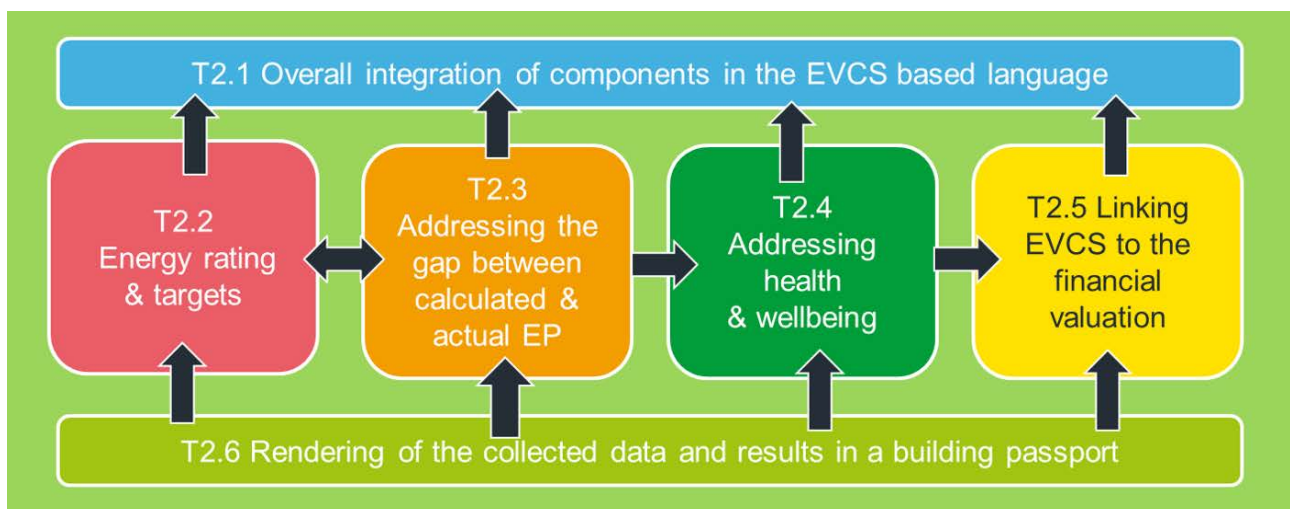 T2.1 Overall integration of components in the EVCS based language
T2.2
Energy rating
& targets
T2.3
Addressing the
gap between
calculated &
actual EP
T2.4
Addressing
health
& wellbeing
T2.5 Linking
EVCS to the
financial
valuation
T2.6 Rendering of the collected data and results in a building passport